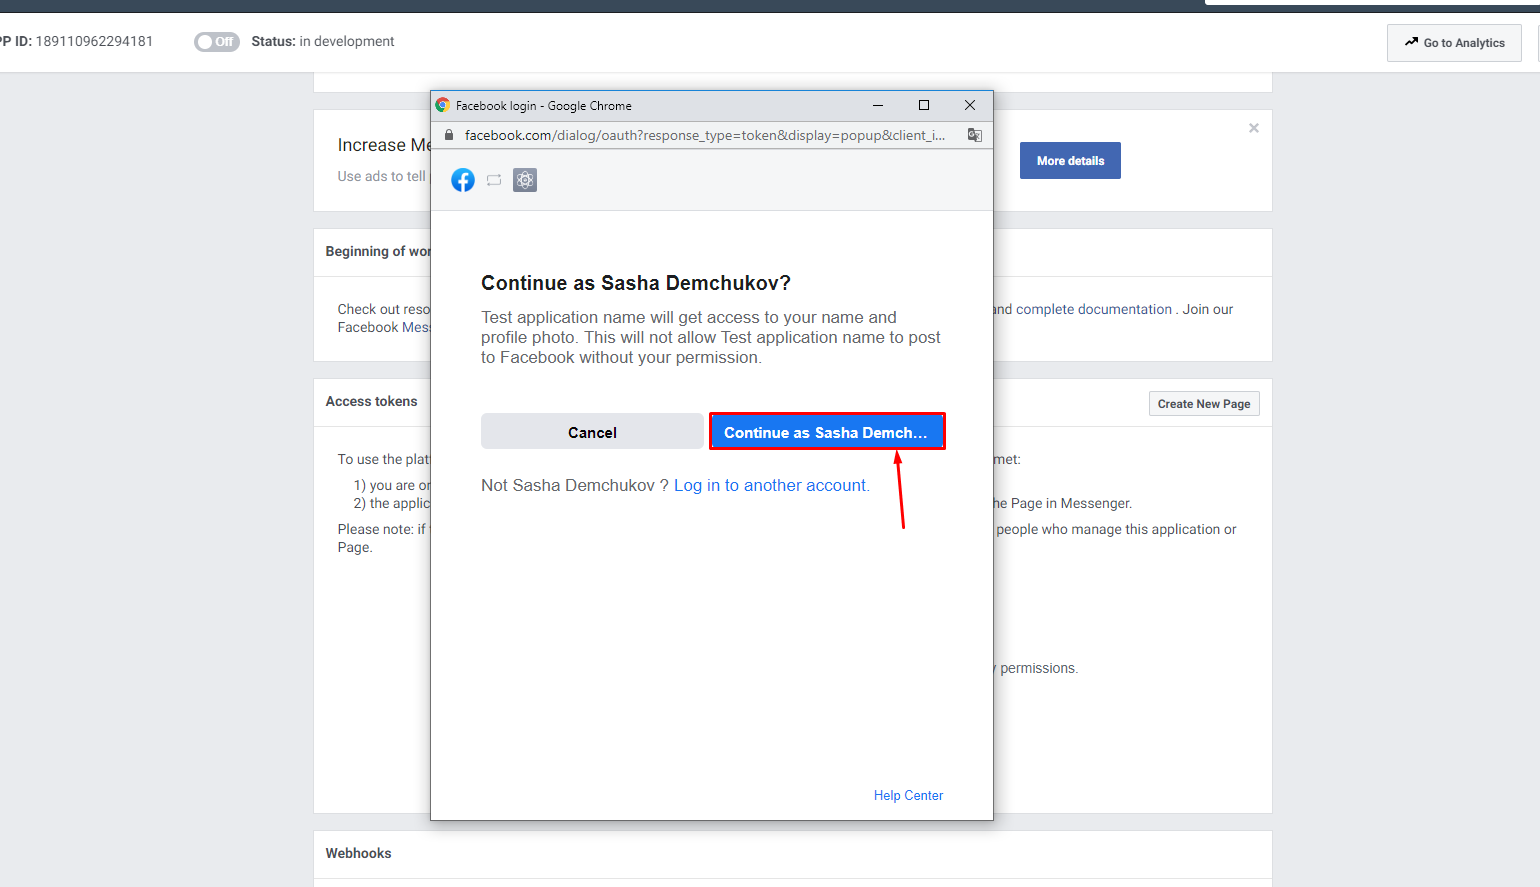 PP ID: 189110962294181
Off
Status: in development
Go to Analytics
Facebook login - Google Chrome
facebook.com/dialog/oauth?response_type=token&display=popup&client_i...
Increase Me
Use ads to tell
More details
Continue as Sasha Demchukov?
Test application name will get access to your name and
profile photo. This will not allow Test application name to post
to Facebook without your permission.
Cancel
Continue as Sasha Demch...
Not Sasha Demchukov ? Log in to another account.
Help Center
Beginning of wor
Check out reso
and complete documentation . Join our
Facebook Mess
Access tokens
Create New Page
To use the plat
met:
1) you are or
2) the applic
he Page in Messenger.
Please note: if
people who manage this application or
Page.
permissions.
Webhooks